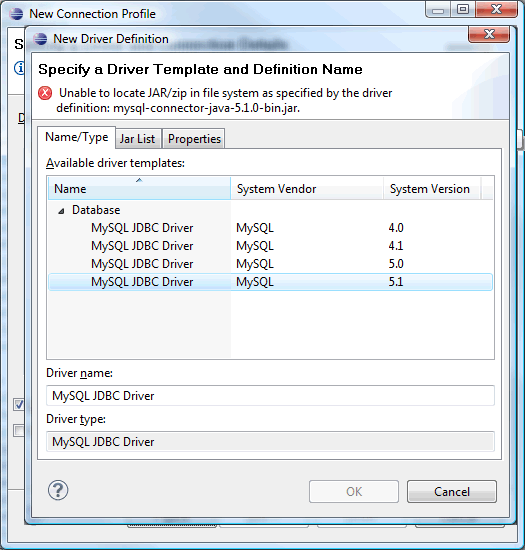 New Connection Profile
New Driver Definition
Specify a Driver Template and Definition Name
Unable to locate JAR/zip in file system as specified by the driver
definition: mysql-connector-java-5.1.0-bin.jar.
Name/Type Jar List Properties
Available driver templates:
Name System Vendor System Version
Database
MySQL JDBC Driver MySQL 4.0
MySQL JDBC Driver MySQL 4.1
MySQL JDBC Driver MySQL 5.0
MySQL JDBC Driver MySQL 5.1
Driver name:
MySQL JDBC Driver
Driver type:
MySQL JDBC Driver
OK Cancel